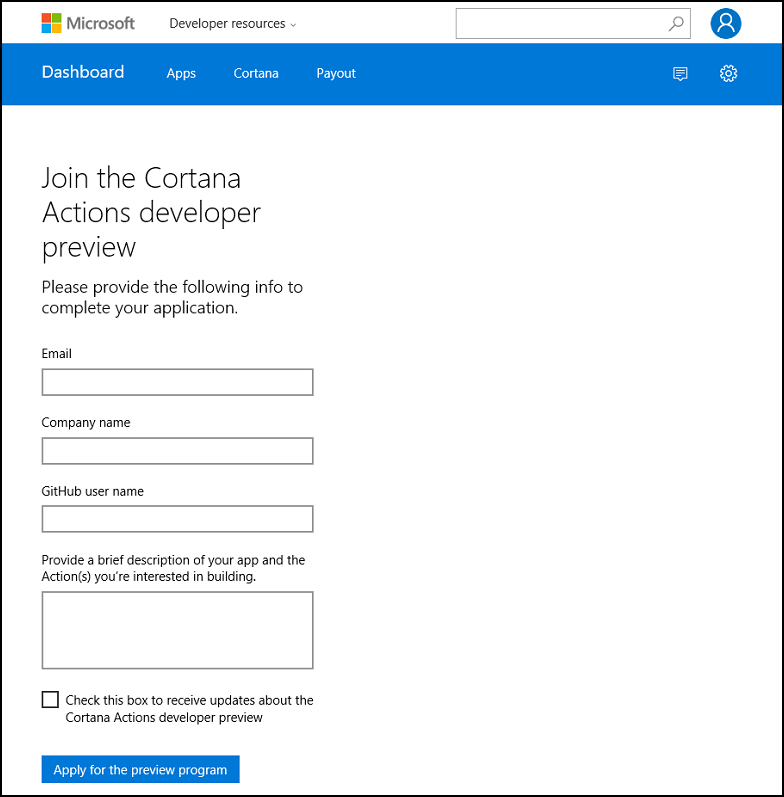 Microsoft Developer resources
Dashboard Apps Cortana Payout
Join the Cortana
Actions developer
preview
Please provide the following info to
complete your application.
Email
Company name
GitHub user name
Provide a brief description of your app and the
Action(s) you're interested in building.
Check this box to receive updates about the
Cortana Actions developer preview
Apply for the preview program